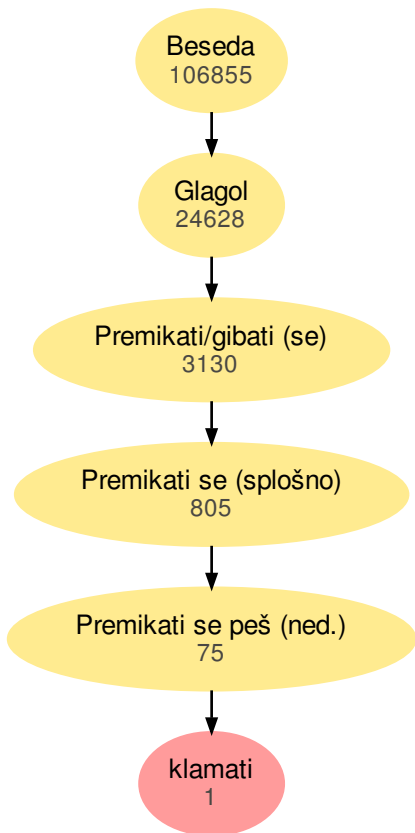 Beseda
106855
Glagol
24628
Premikati/gibati (se)
3130
Premikati se (splošno)
805
Premikati se peš (ned.)
75
klamati
1